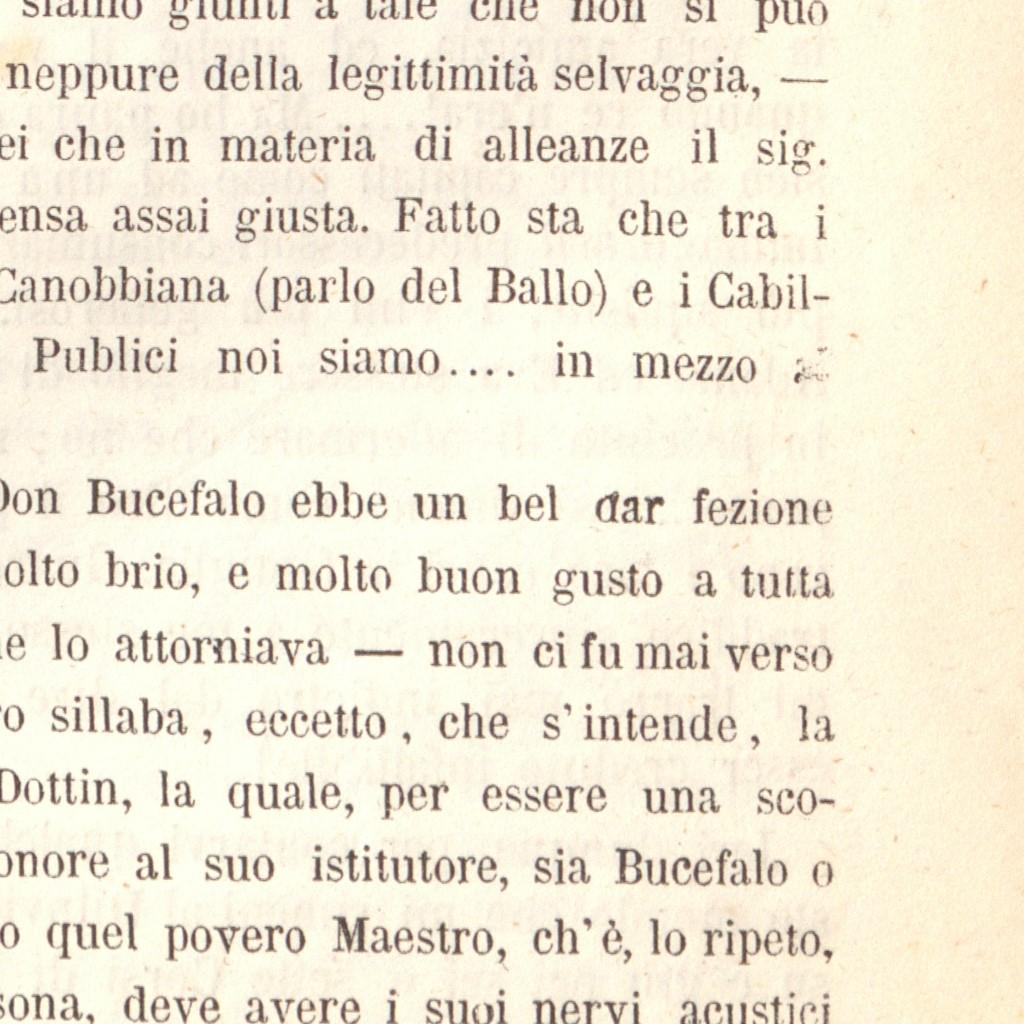 siamo giunti a tale che non si può
neppure della legittimità selvaggia, —
ei che in materia di alleanze il sig.
ensa assai giusta. Fatto sta che tra i
Canobbiana (parlo del Ballo) e i Cabil-
Publici noi siamo.... in mezzo
Don Bucefalo ebbe un bel dar fezione
olto brio, e molto buon gusto a tutta
e lo attorniava — non ci fu mai verso
o sillaba, eccetto, che s'intende, la
Dottin, la quale, per essere una sco-
onore al suo istitutore, sia Bucefalo o
o quel povero Maestro, ch'è, lo ripeto,
sona, deve avere i suoi nervi acustici